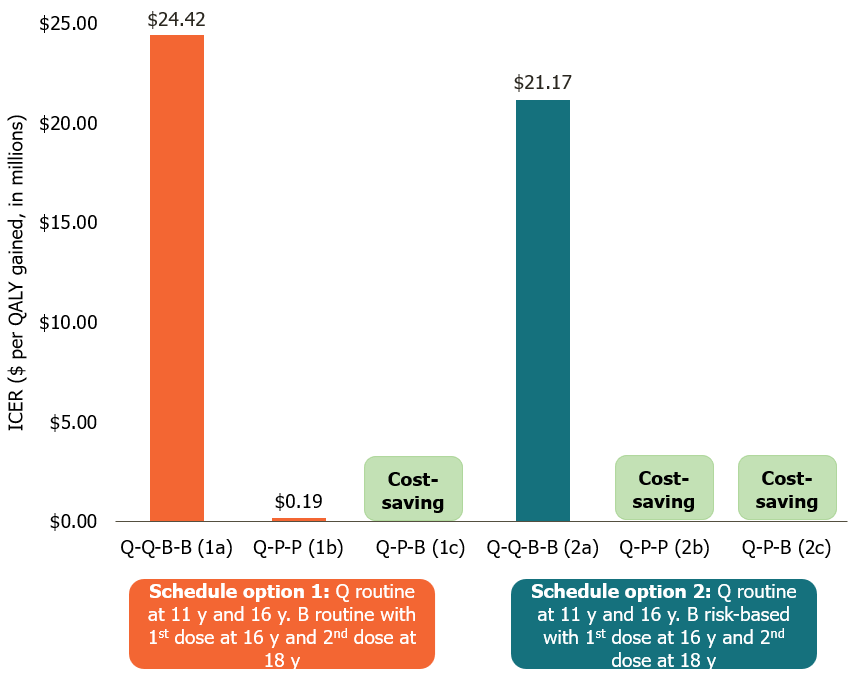 ICER ($ per QALY gained, in millions)
$25.00
$20.00
$15.00
$10.00
$5.00
$0.00
$24.42
$0.19
Cost-
saving
$21.17
Cost-
saving
Cost-
saving
Q-Q-B-B (1a)
Q-P-P (1b)
Q-P-B (1c)
Q-Q-B-B (2a)
Q-P-P (2b)
Q-P-B (2c)
Schedule option 1: Q routine
at 11 y and 16 y. B routine with
1st dose at 16 y and 2nd dose at
18 y
Schedule option 2: Q routine
at 11 y and 16 y. B risk-based
with 1st dose at 16 y and 2nd
dose at 18 y